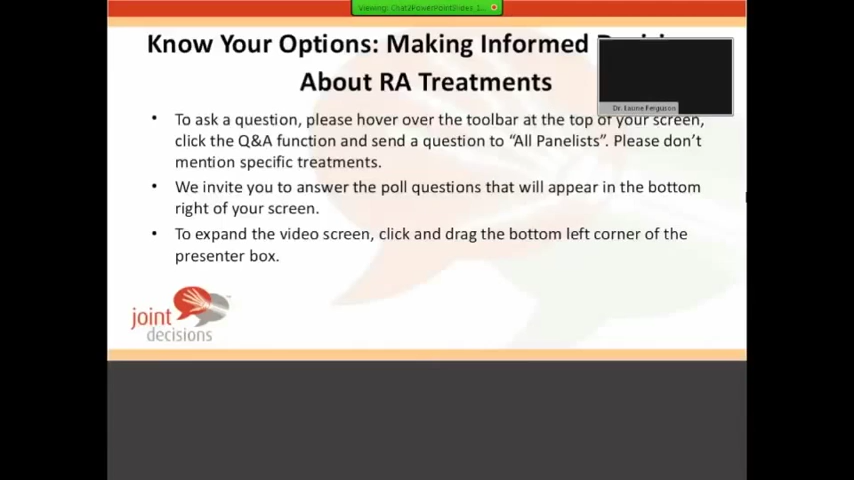 Viewing: Chat2PowerPointSlides_1...
Know Your Options: Making Informed
About RA Treatments
Dr. Laurie Ferguson
• To ask a question, please hover over the toolbar at the top of your screen,
click the Q&A function and send a question to “All Panelists”. Please don’t
mention specific treatments.
• We invite you to answer the poll questions that will appear in the bottom
right of your screen.
• To expand the video screen, click and drag the bottom left corner of the
presenter box.
joint
decisions